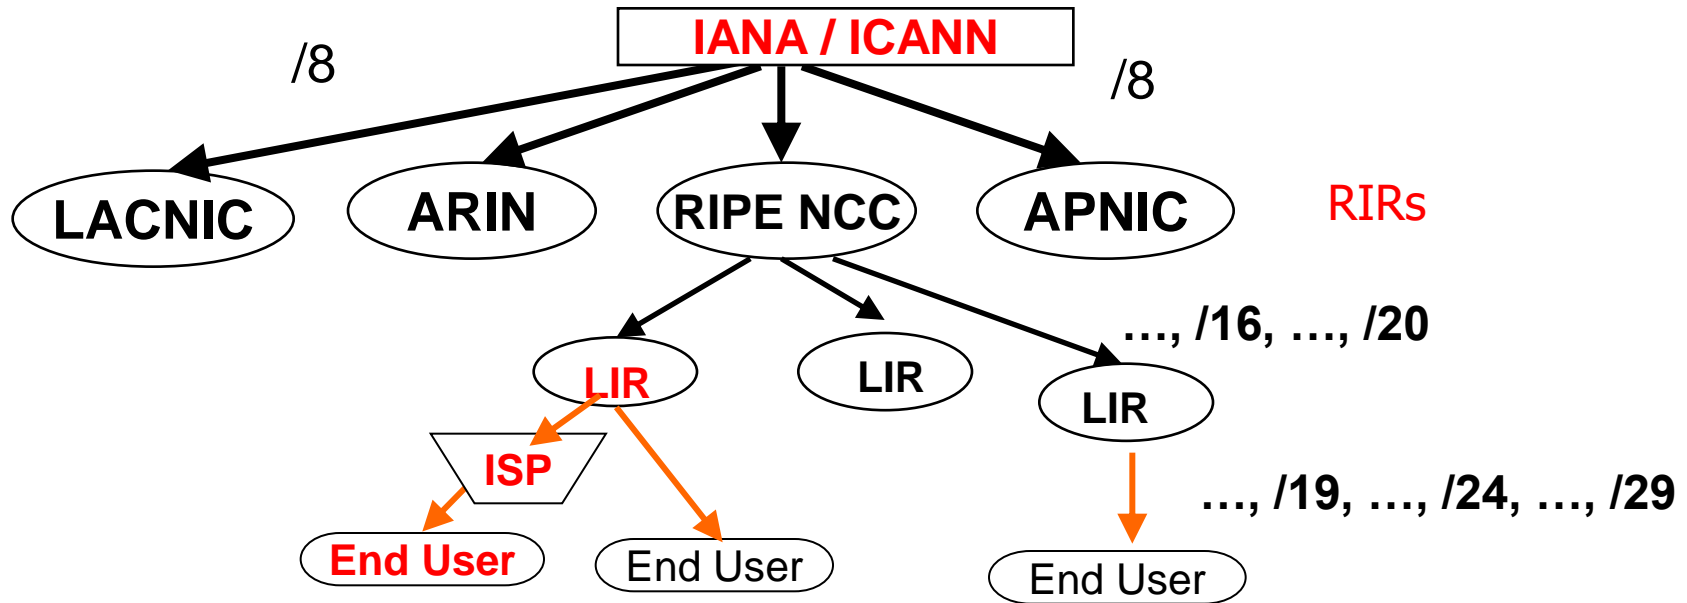 IANA / ICANN
/8
/8
LACNIC
ARIN
RIPE NCC
APNIC
RIRs
…, /16, …, /20
LIR
LIR
LIR
ISP
…, /19, …, /24, …, /29
End User
End User
End User